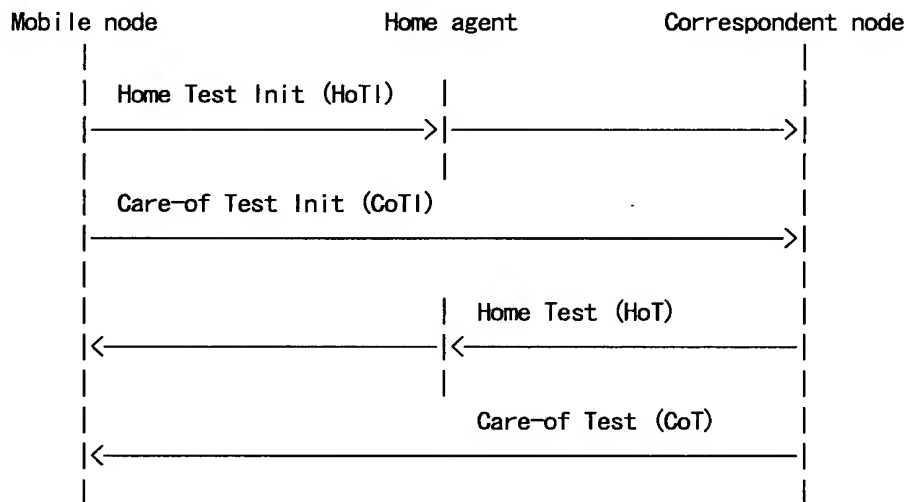 Mobile node Home agent Correspondent node
Home Test Init (HoTI)
Care-of Test Init (CoTI)
Home Test (HoT)
Care-of Test (CoT)